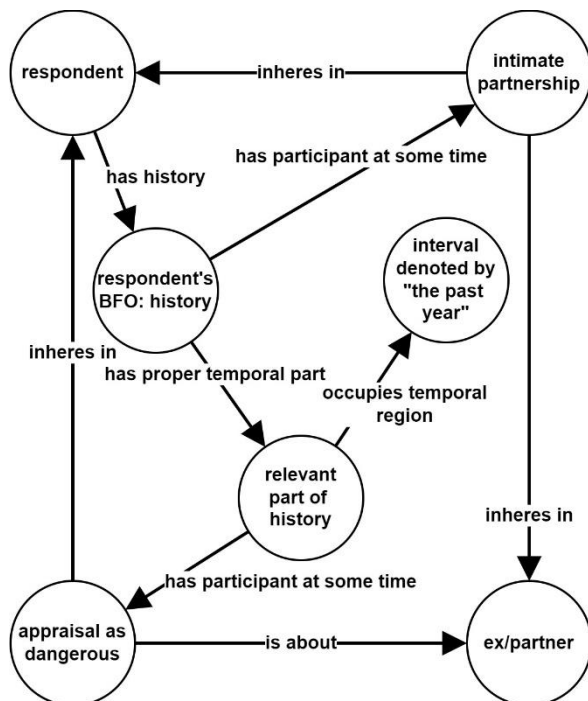 respondent
inheres in
intimate
partnership
has participant at some time
has history
respondent's
BFO: history
interval
denoted by
"the past
year"
inheres in
has proper temporal part
occupies temporal
region
relevant
part of
history
inheres in
has participant at some time
appraisal as
dangerous
is about
ex/partner